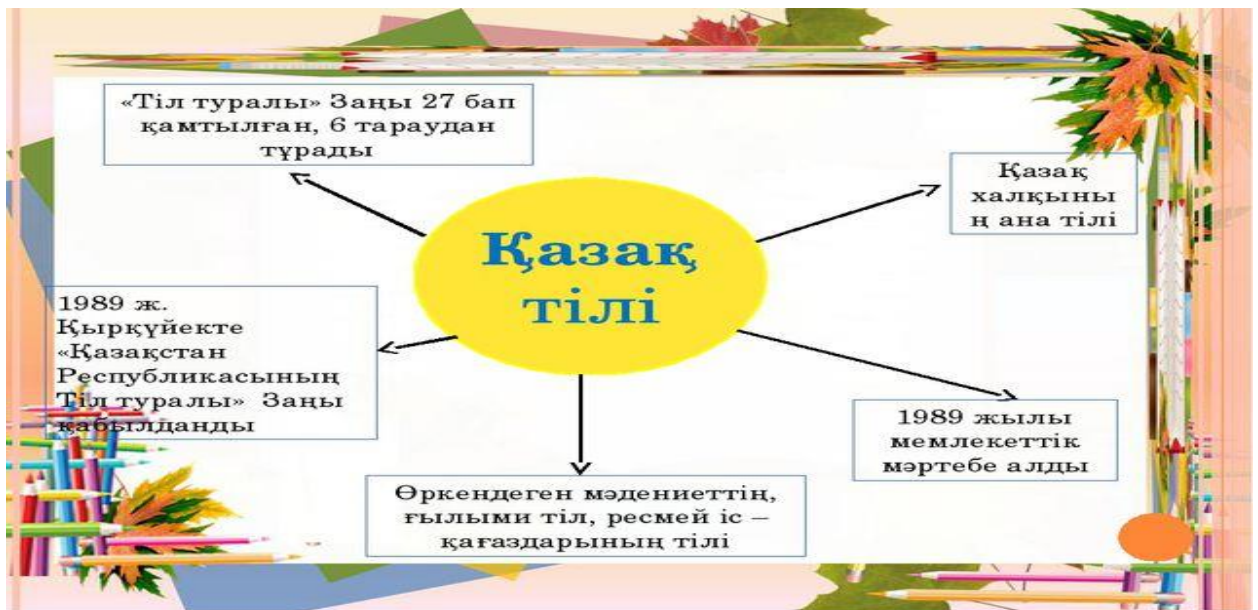 «Тіл туралы» Заңы 27 бап
қамтылған, 6 тараудан
тұрады
Қазақ
халқыны
ң ана тілі
Қазақ
тілі
1989 ж.
Қыркүйекте
«Қазақстан
Республикасының
Тіл туралы» Заңы
қабылданды
1989 жылы
мемлекеттік
мәртебе алды
Өркендеген мәдениеттің,
ғылыми тіл, ресмей іс –
қағаздарының тілі